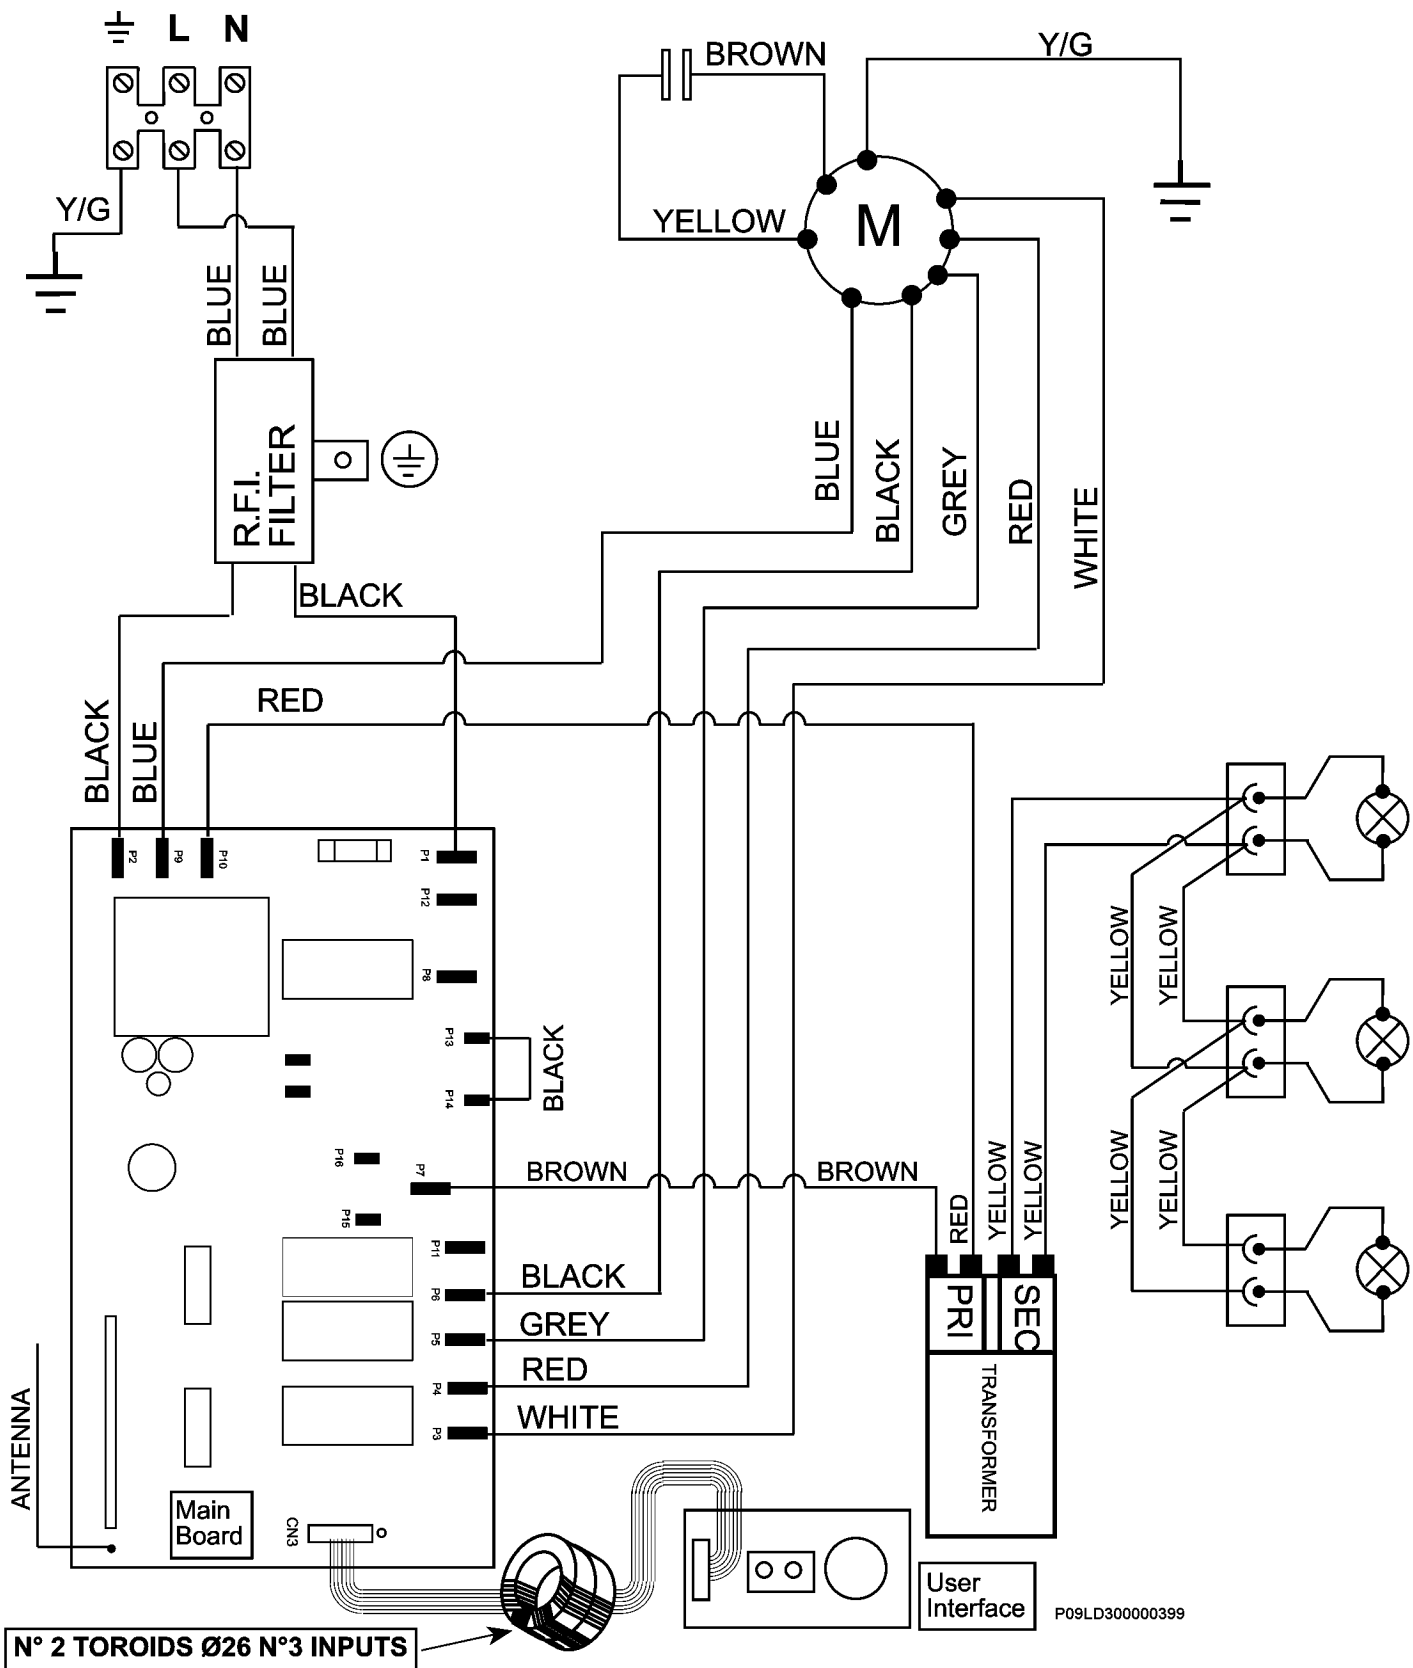 L N
BROWN
Y/G
Y/G
YELLOW
M
BLUE
BLUE
R.F.I.
FILTER
BLUE
BLACK
GREY
RED
WHITE
BLACK
BLACK
BLUE
RED
P2
P9
P10
P1
P12
P8
P13
P14
BLACK
P16
P7
P15
BROWN
BROWN
RED
YELLOW
YELLOW
YELLOW
YELLOW
YELLOW
YELLOW
P11
P6
BLACK
P5
GREY
P4
RED
P3
WHITE
PRI
SEC
TRANSFORMER
ANTENNA
Main
Board
CN3
User
Interface
P09LD300000399
N° 2 TOROIDS Ø26 N°3 INPUTS